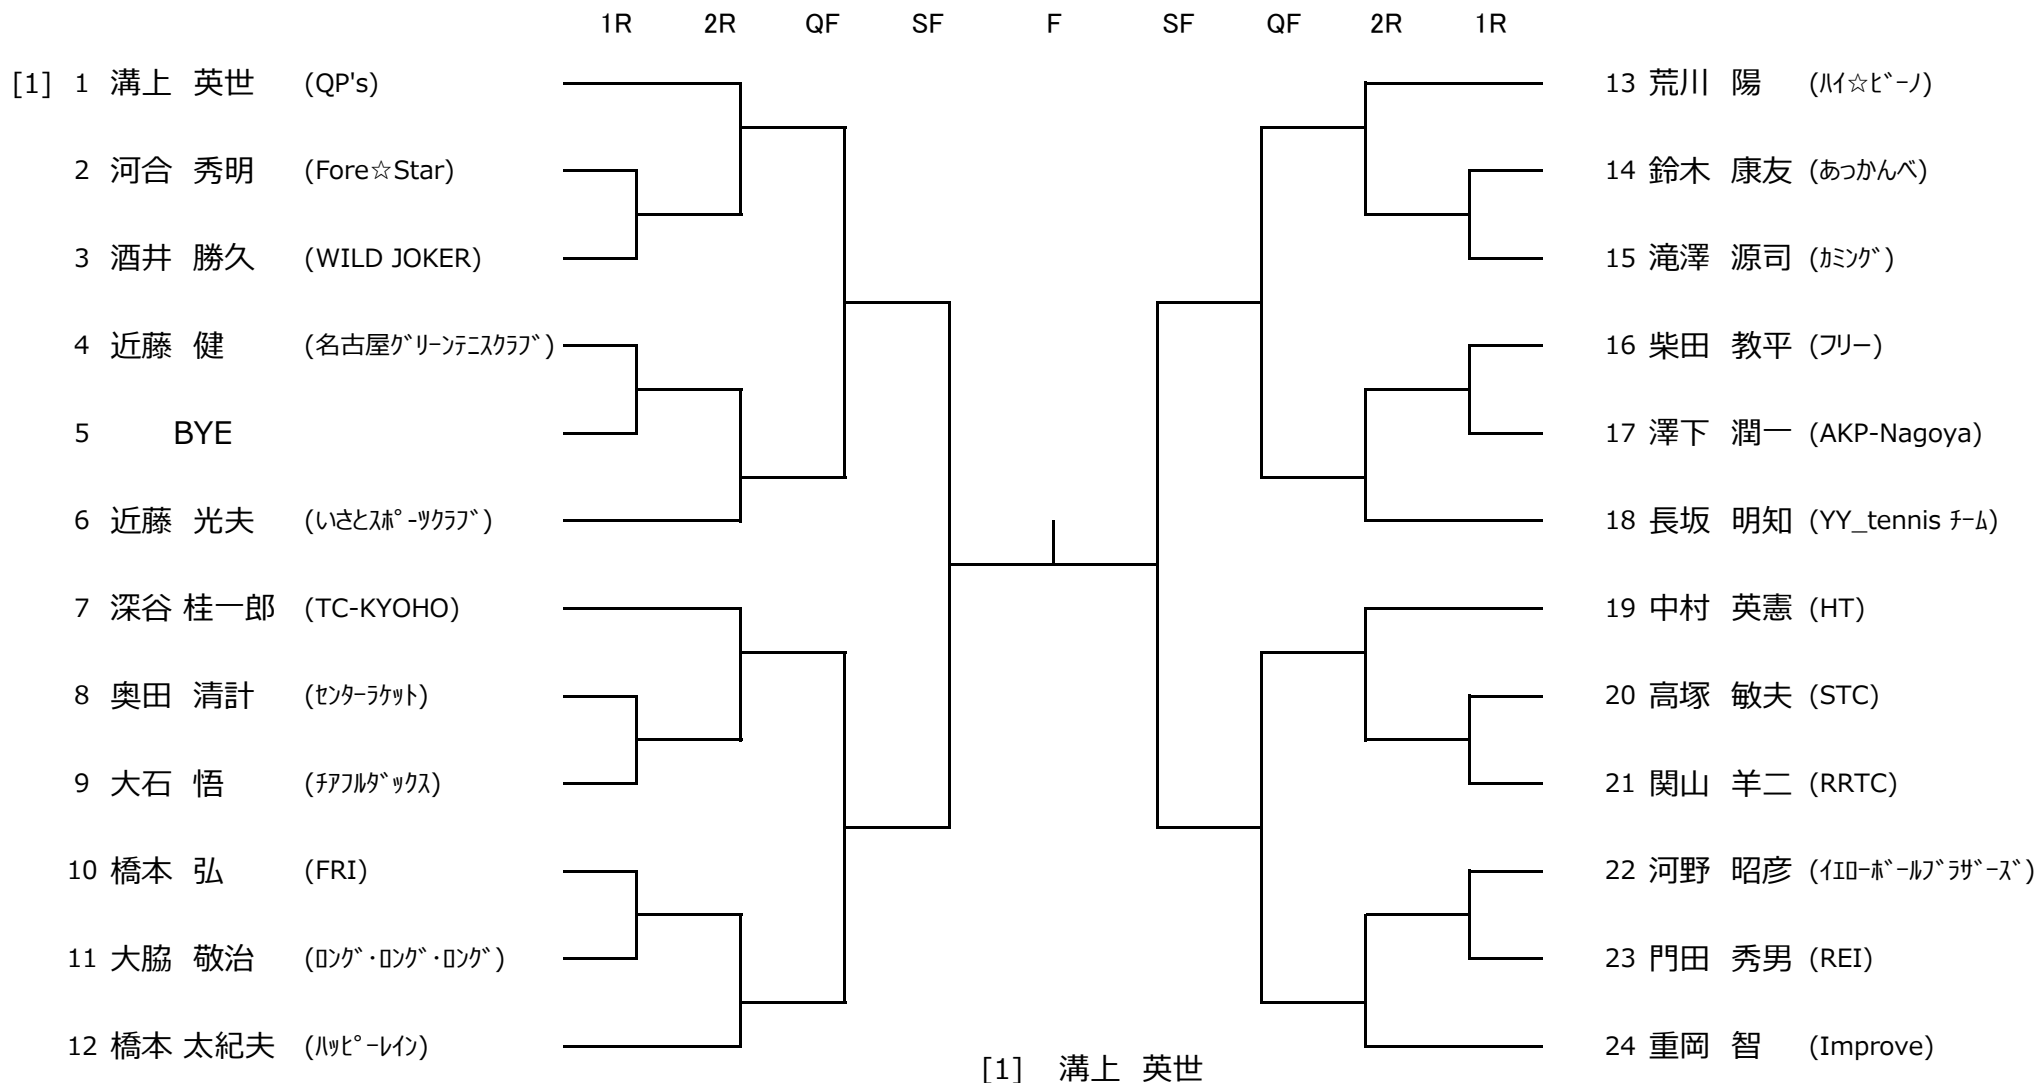 1R 2R QF SF F SF QF 2R 1R
[1] 1 溝上 英世 (QP's) 13 荒川 陽 (ﾊｲ☆ﾋﾞｰﾉ)
2 河合 秀明 (Fore☆Star) 14 鈴木 康友 (あっかんべ)
3 酒井 勝久 (WILD JOKER) 15 滝澤 源司 (ｶﾐﾝｸﾞ)
4 近藤 健 (名古屋ｸﾞﾘｰﾝﾃﾆｽｸﾗﾌﾞ) 16 柴田 教平 (ﾌﾘｰ)
5 BYE 17 澤下 潤一 (AKP-Nagoya)
6 近藤 光夫 (いさとｽﾎﾟｰﾂｸﾗﾌﾞ) 18 長坂 明知 (YY_tennis ﾁｰﾑ)
7 深谷 桂一郎 (TC-KYOHO) 19 中村 英憲 (HT)
8 奥田 清計 (ｾﾝﾀｰﾗｹｯﾄ) 20 高塚 敏夫 (STC)
9 大石 悟 (ﾁｱﾌﾙﾀﾞｯｸｽ) 21 関山 羊二 (RRTC)
10 橋本 弘 (FRI) 22 河野 昭彦 (ｲｴﾛｰﾎﾞｰﾙﾌﾞﾗｻﾞｰｽﾞ)
11 大脇 敬治 (ﾛﾝｸﾞ･ﾛﾝｸﾞ･ﾛﾝｸﾞ) 23 門田 秀男 (REI)
12 橋本 太紀夫 (ﾊｯﾋﾟｰﾚｲﾝ) 24 重岡 智 (Improve)
[1] 溝上 英世